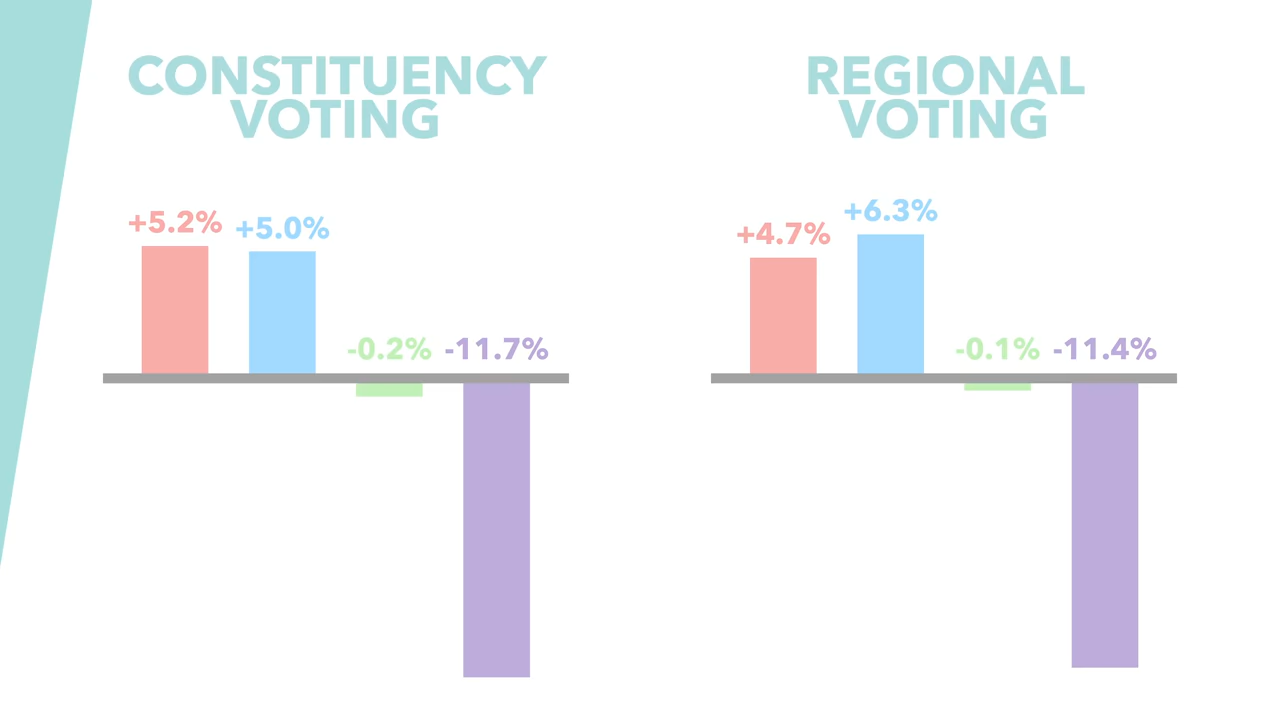 CONSTITUENCY
VOTING
+5.2%
+5.0%
-0.2%
-11.7%
REGIONAL
VOTING
+4.7%
+6.3%
-0.1%
-11.4%